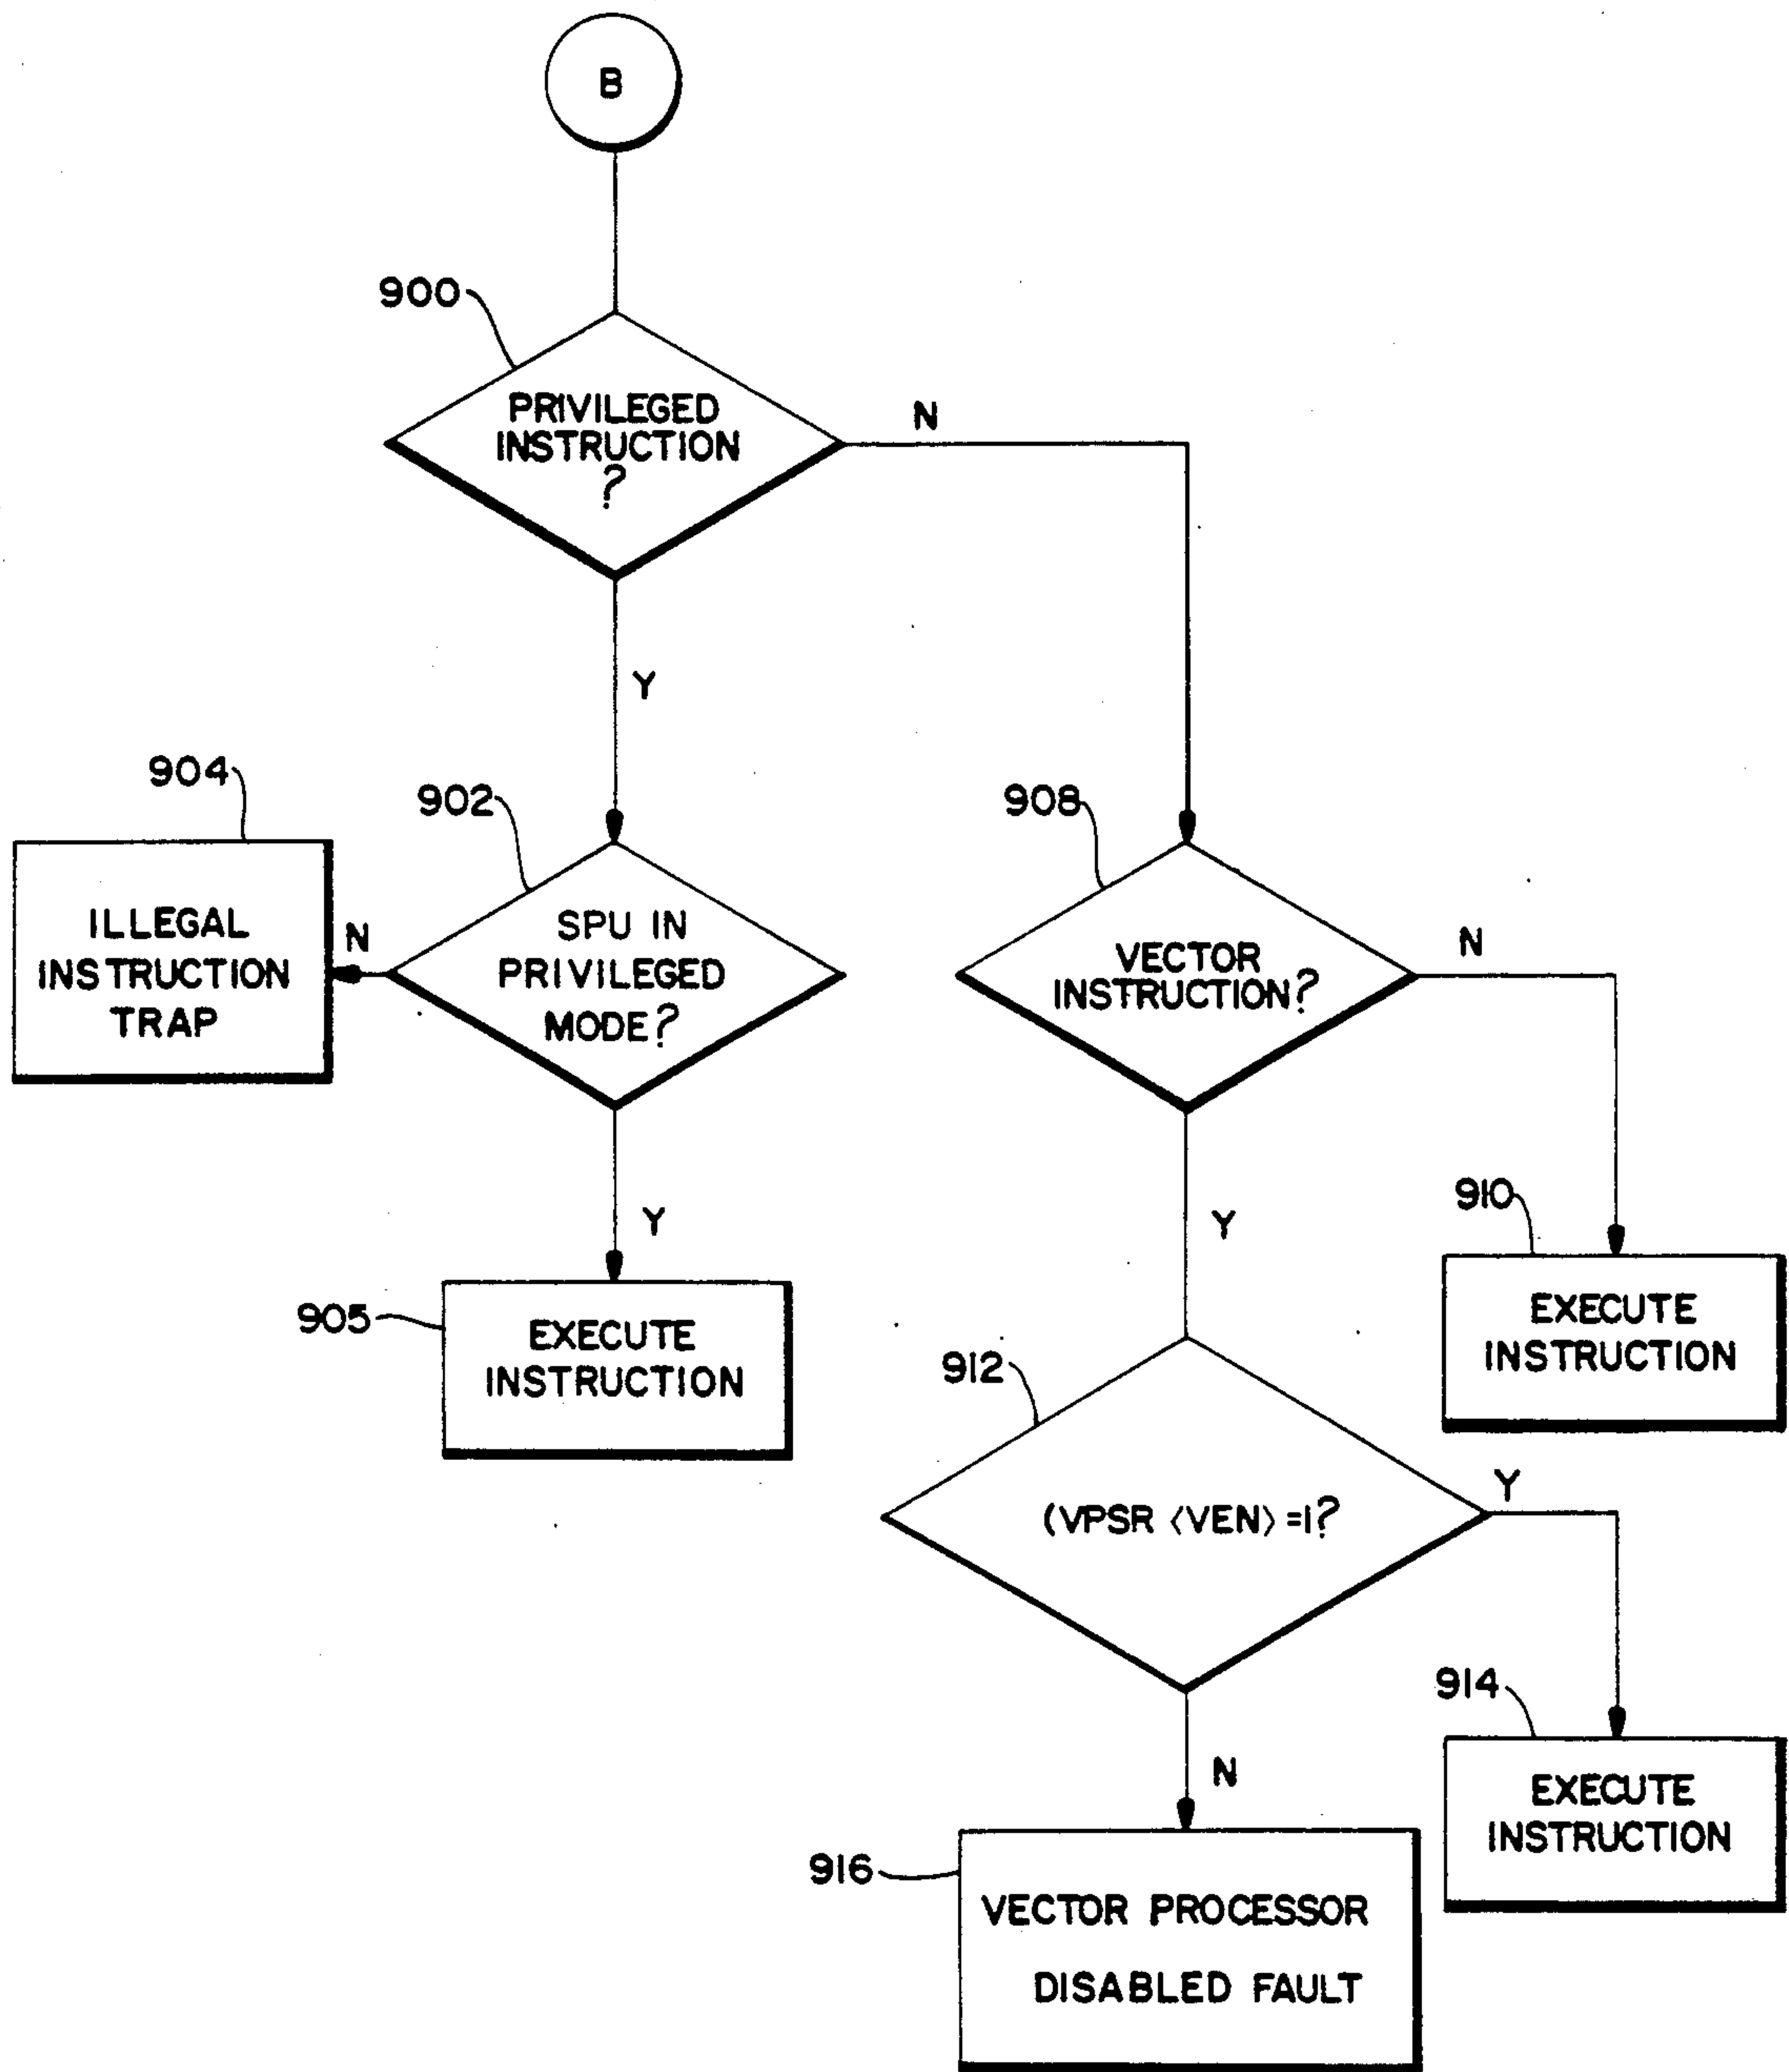 B
900
PRIVILEGED
INSTRUCTION
?
N
Y
904
902
908
ILLEGAL
INSTRUCTION
TRAP
N
SPU IN
PRIVILEGED
MODE?
VECTOR
INSTRUCTION?
N
Y
Y
910
905
EXECUTE
INSTRUCTION
EXECUTE
INSTRUCTION
912
(VPSR <VEN> =1?
Y
914
N
EXECUTE
INSTRUCTION
916
VECTOR PROCESSOR
DISABLED FAULT